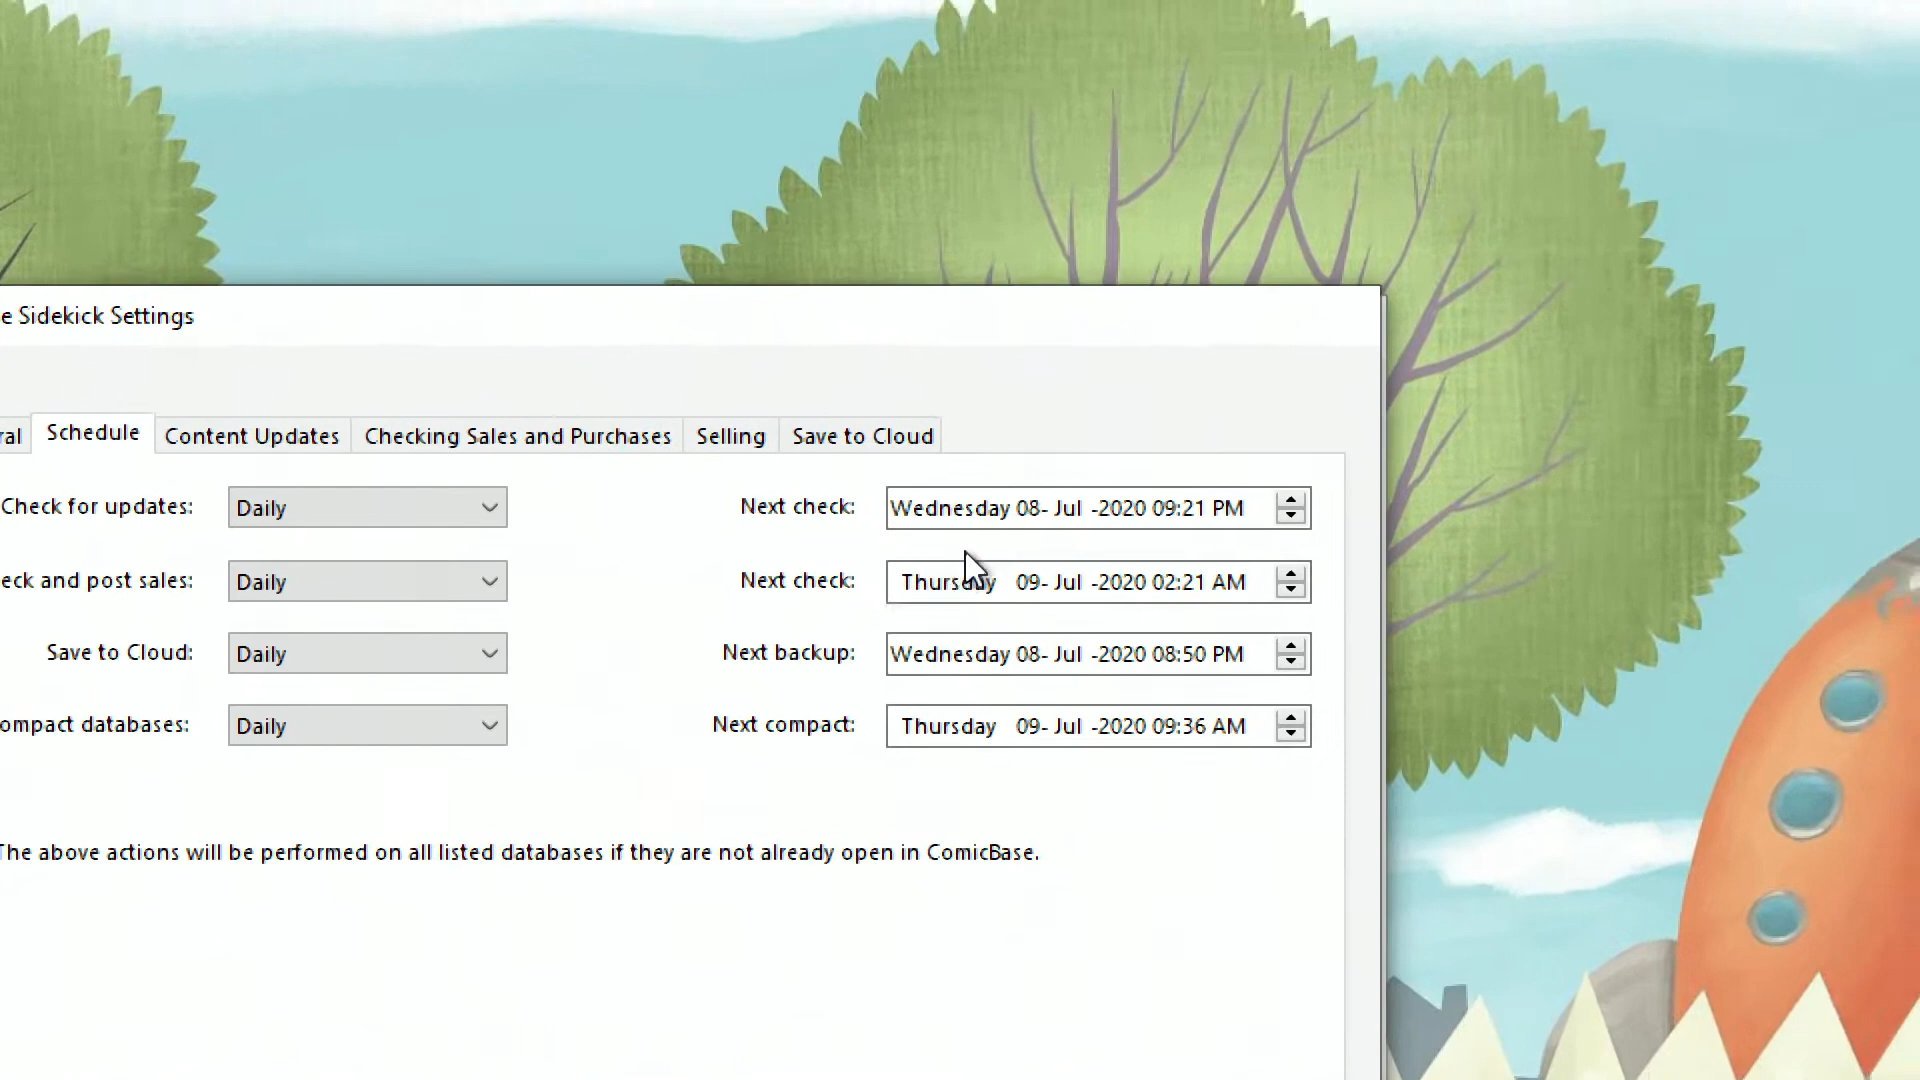 e Sidekick Settings
ral Schedule Content Updates Checking Sales and Purchases Selling Save to Cloud
Check for updates: Daily Next check: Wednesday 08- Jul -2020 09:21 PM
eck and post sales: Daily Next check: Thursday 09- Jul -2020 02:21 AM
Save to Cloud: Daily Next backup: Wednesday 08- Jul -2020 08:50 PM
ompact databases: Daily Next compact: Thursday 09- Jul -2020 09:36 AM
The above actions will be performed on all listed databases if they are not already open in ComicBase.